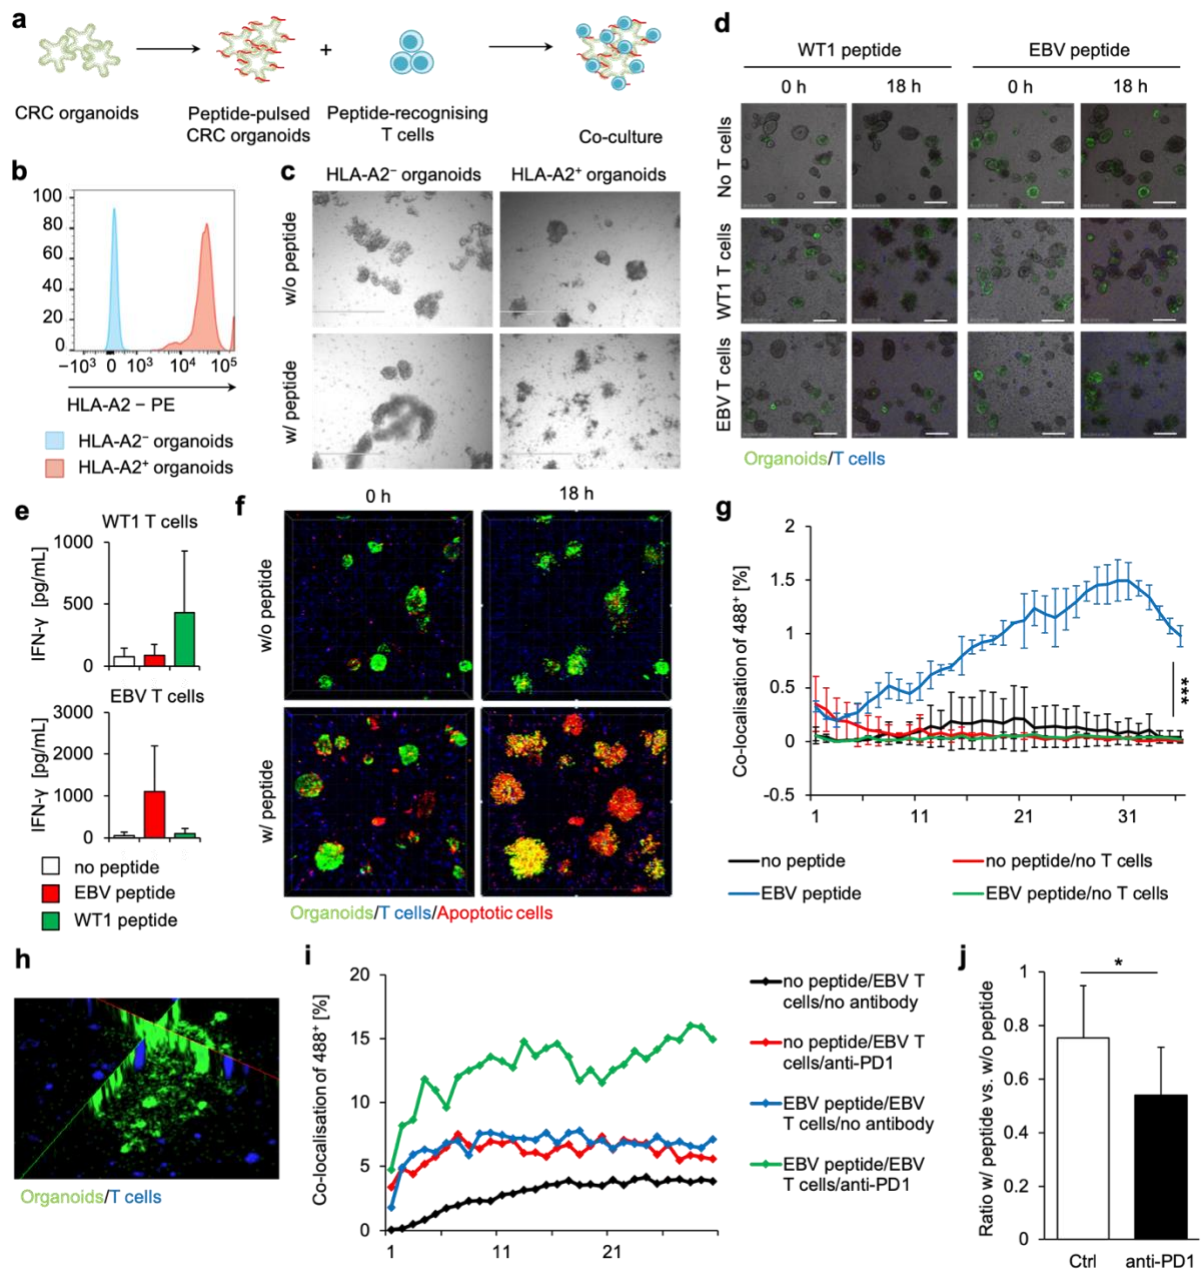 a
CRC organoids
Peptide-pulsed
CRC organoids
+
Peptide-recognising
T cells
Co-culture
b
100
80
60
40
20
0
−10³ 0 10³ 10⁴ 10⁵
HLA-A2 – PE
HLA-A2⁻ organoids
HLA-A2⁺ organoids
c
HLA-A2⁻ organoids HLA-A2⁺ organoids
w/o peptide
w/ peptide
d
WT1 peptide EBV peptide
0 h 18 h 0 h 18 h
No T cells
WT1 T cells
EBV T cells
Organoids/T cells
e
WT1 T cells
IFN-γ [pg/mL]
1000
500
0
EBV T cells
IFN-γ [pg/mL]
3000
2000
1000
0
no peptide
EBV peptide
WT1 peptide
f
0 h 18 h
w/o peptide
w/ peptide
Organoids/T cells/Apoptotic cells
g
Co-localisation of 488⁺ [%]
2
1.5
1
0.5
0
-0.5
1 11 21 31
***
no peptide
no peptide/no T cells
EBV peptide
EBV peptide/no T cells
h
Organoids/T cells
i
Co-localisation of 488⁺ [%]
20
15
10
5
0
1 11 21
no peptide/EBV T
cells/no antibody
no peptide/EBV T
cells/anti-PD1
EBV peptide/EBV
T cells/no antibody
EBV peptide/EBV
T cells/anti-PD1
j
Ratio w/ peptide vs. w/o peptide
1
0.8
0.6
0.4
0.2
0
*
Ctrl anti-PD1